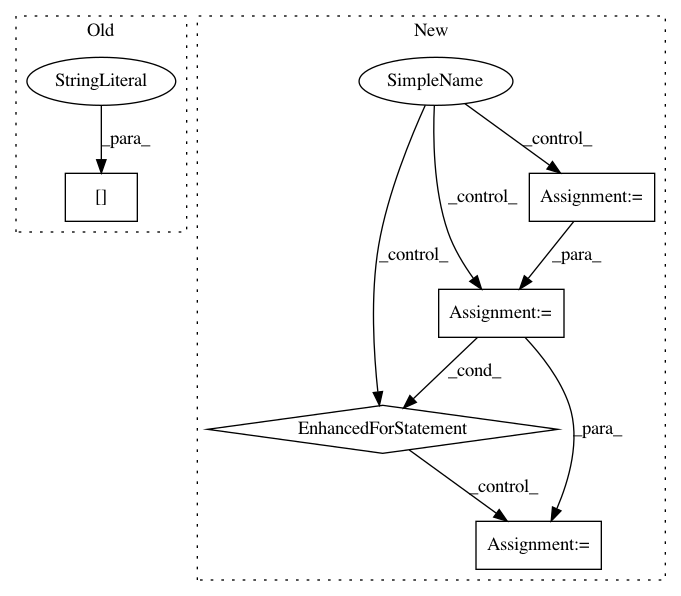 Old
New
StringLiteral
SimpleName
_para_
_control_
[]
Assignment:=
_control_
_control_
_para_
Assignment:=
_cond_
_para_
EnhancedForStatement
_control_
Assignment:=